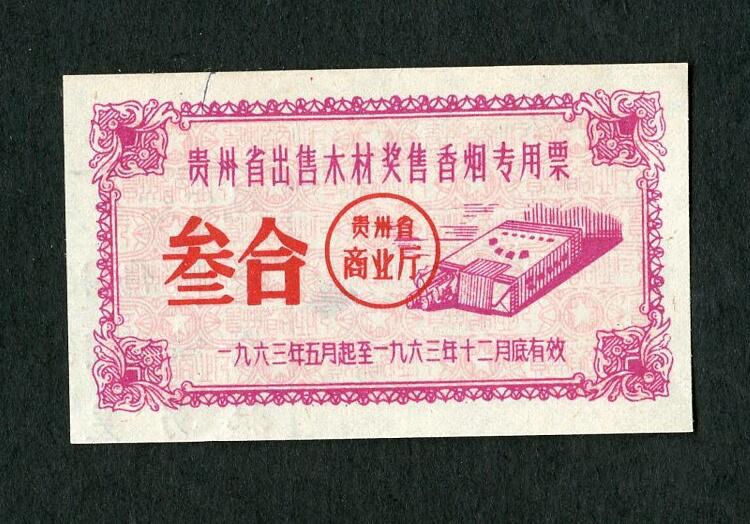 贵州省出售木材奖售香烟专用票
叁合
贵州省
商业厅
一九六三年五月起至一九六三年十二月底有效